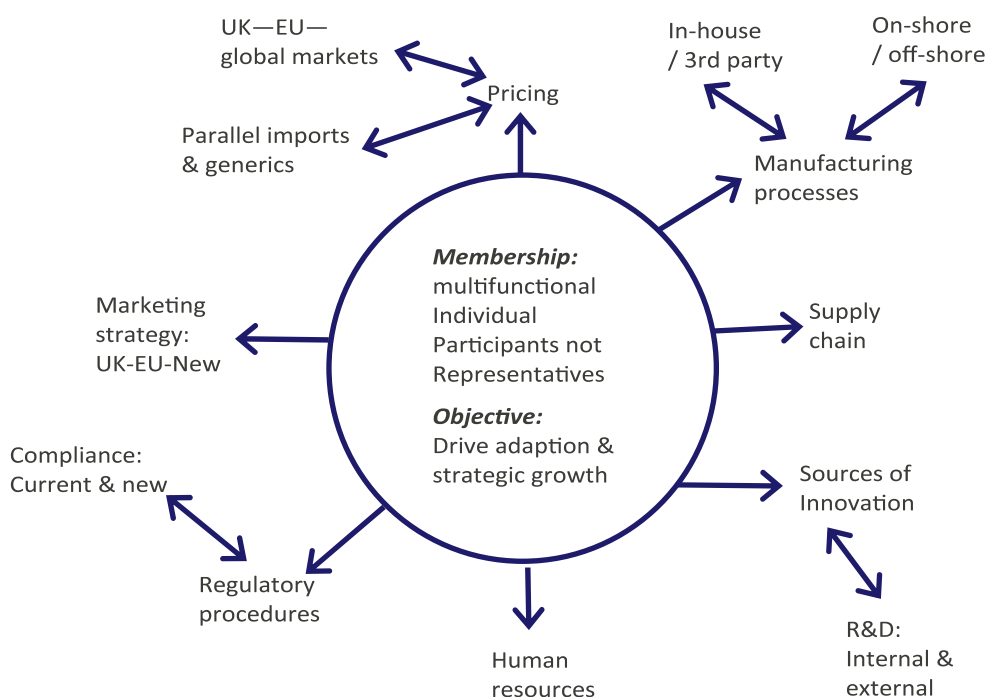 UK—EU—
global markets
In-house
/ 3rd party
On-shore
/ off-shore
Pricing
Parallel imports
& generics
Manufacturing
processes
Membership:
multifunctional
Individual
Participants not
Representatives
Objective:
Drive adaption &
strategic growth
Marketing
strategy:
UK-EU-New
Supply
chain
Compliance:
Current & new
Sources of
Innovation
Regulatory
procedures
Human
resources
R&D:
Internal &
external